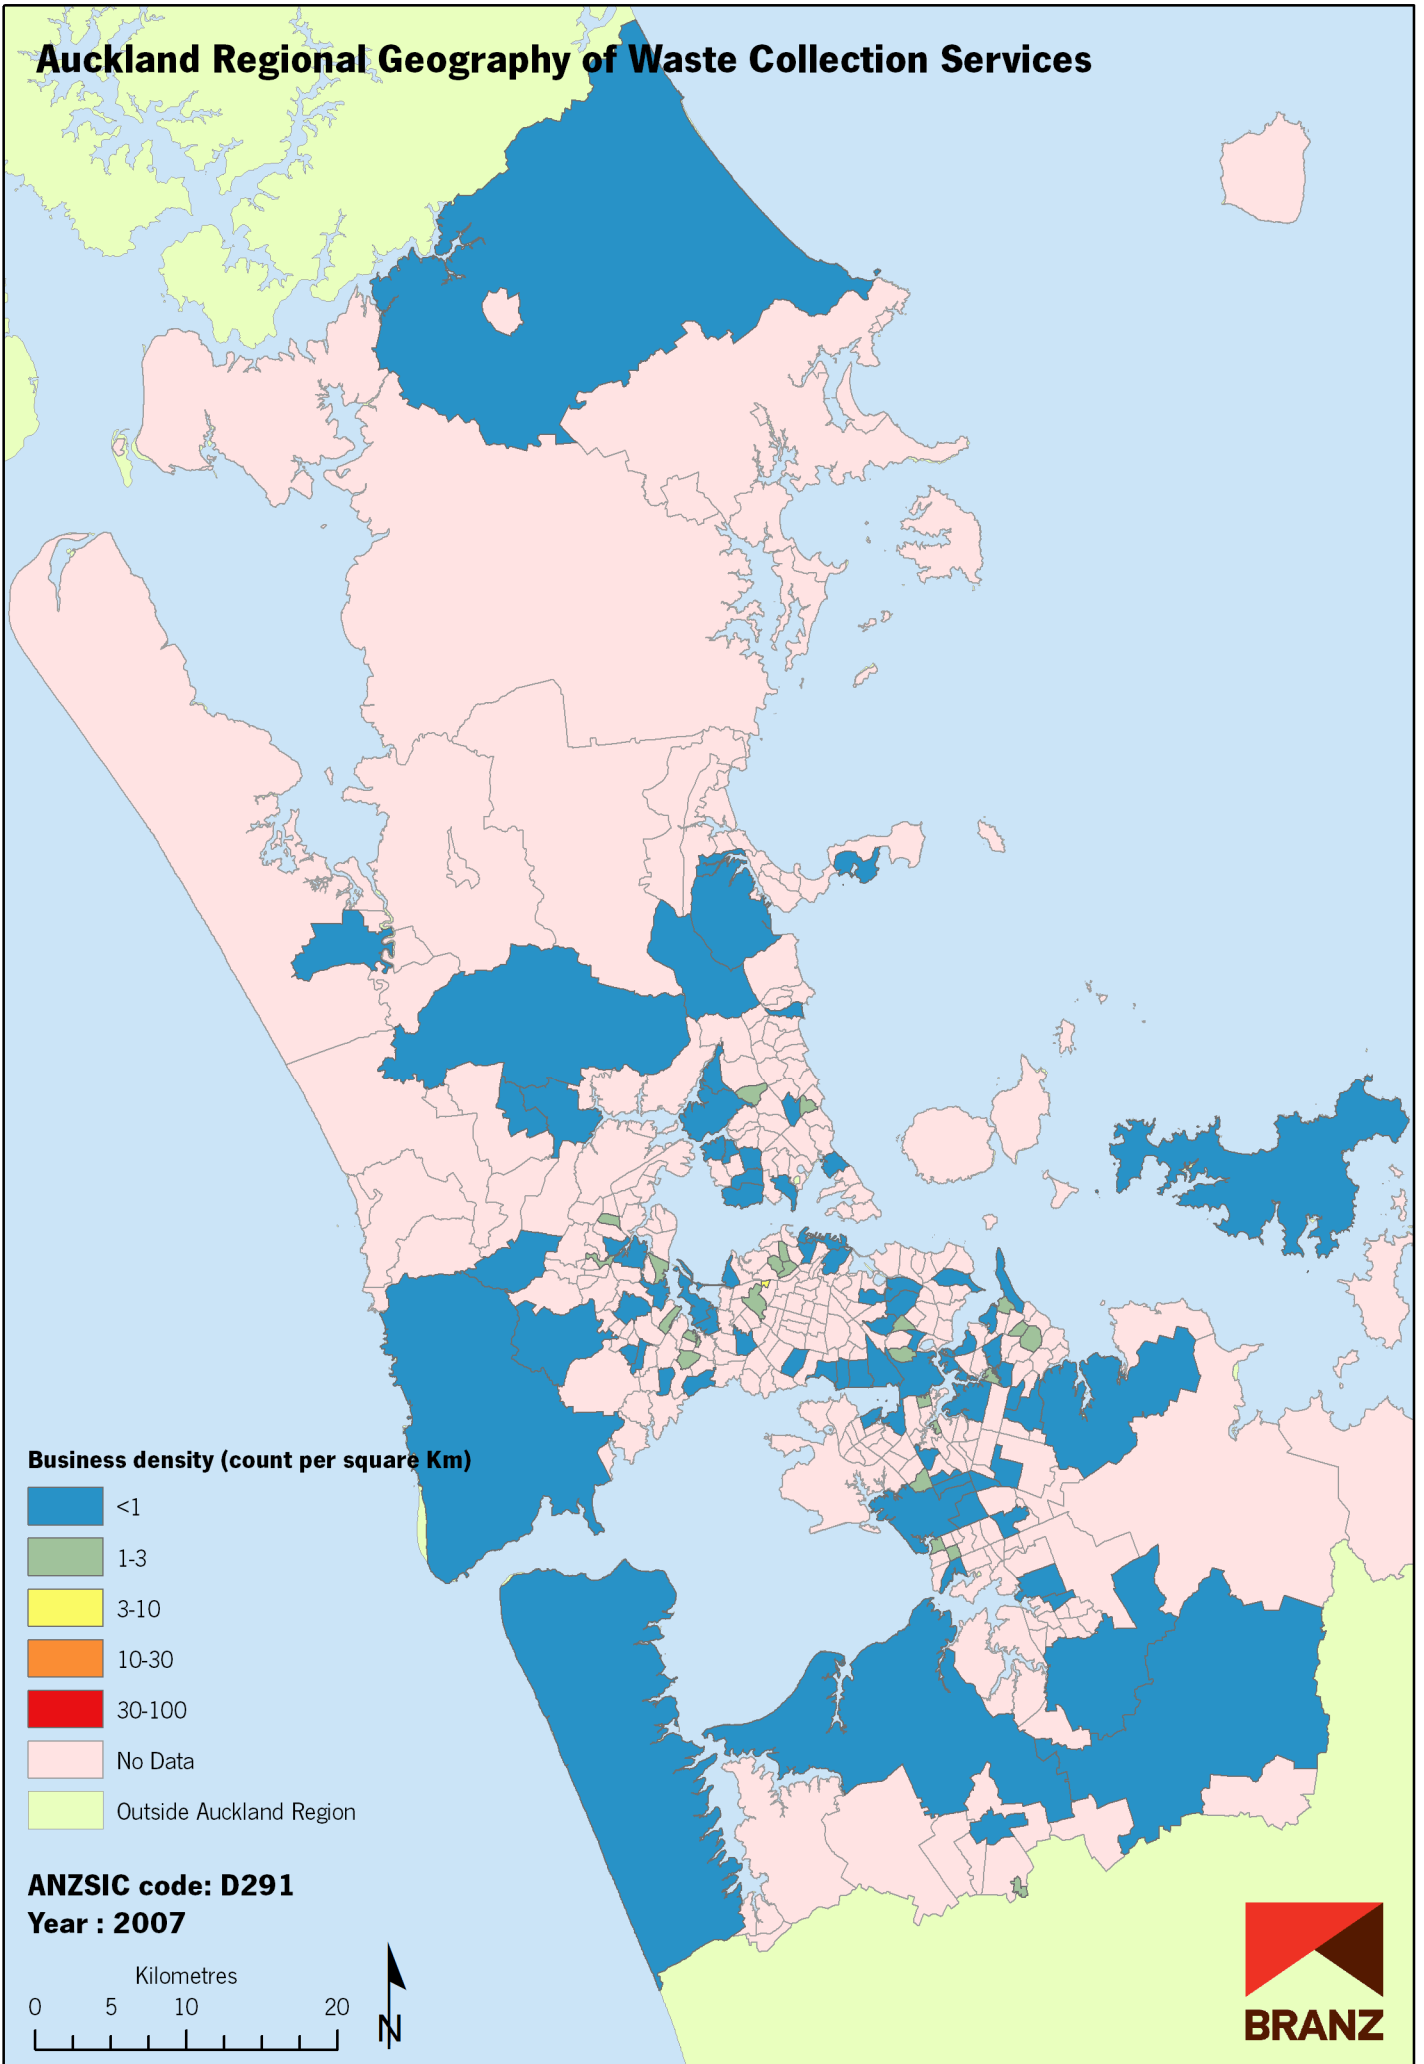 Auckland Regional Geography of Waste Collection Services
Business density (count per square Km)
<1
1-3
3-10
10-30
30-100
No Data
Outside Auckland Region
ANZSIC code: D291
Year : 2007
Kilometres
0 5 10 20
N
BRANZ